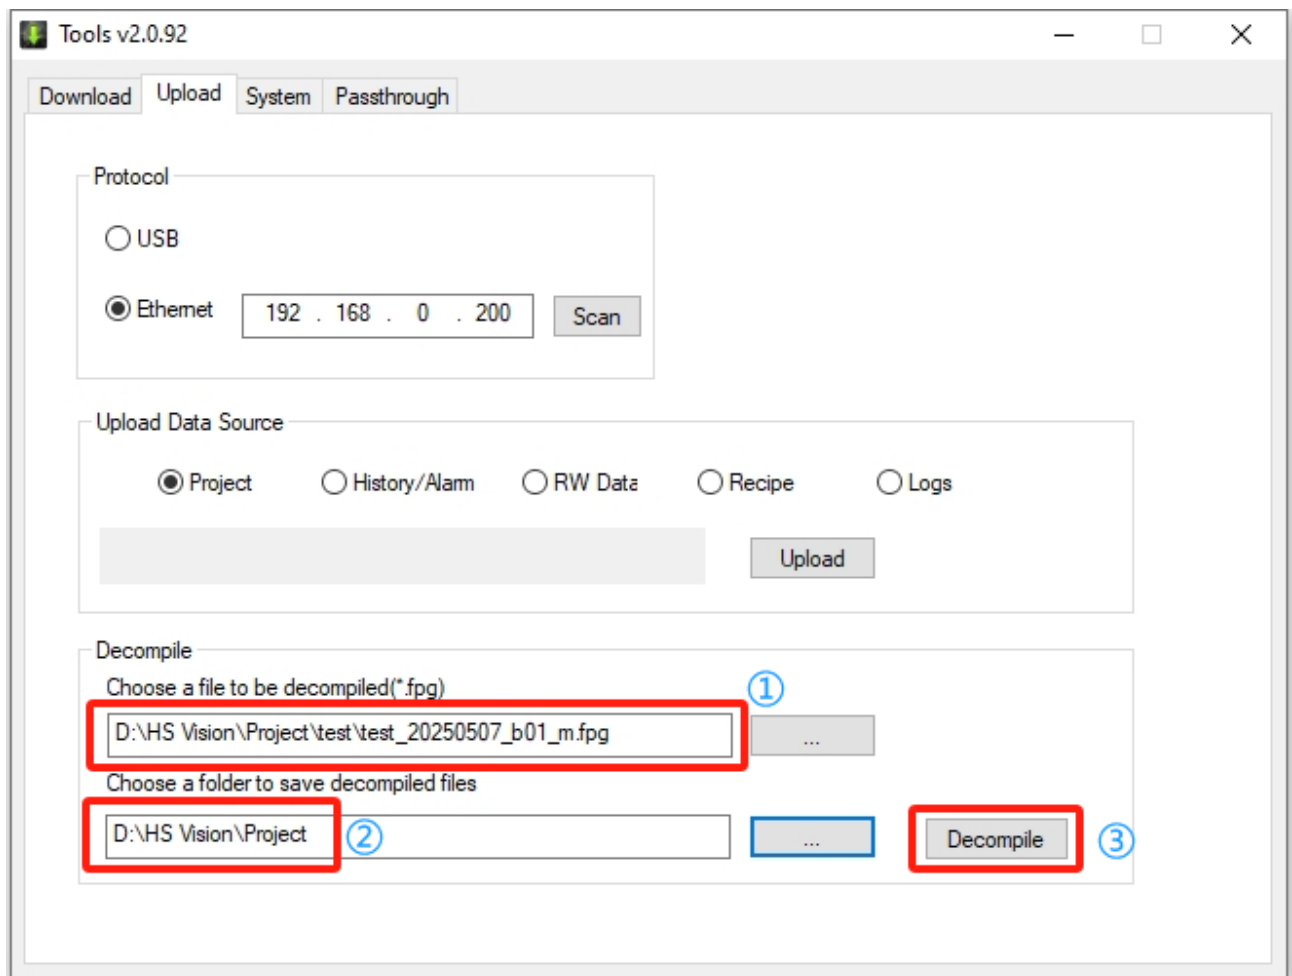 Tools v2.0.92
Download Upload System Passthrough
Protocol
USB
Ethernet 192 . 168 . 0 . 200 Scan
Upload Data Source
Project History/Alarm RW Data Recipe Logs
Upload
Decompile
Choose a file to be decompiled(*.fpg)
①
D:\HS Vision\Project\test\test_20250507_b01_m.fpg ...
Choose a folder to save decompiled files
D:\HS Vision\Project ② ... Decompile ③